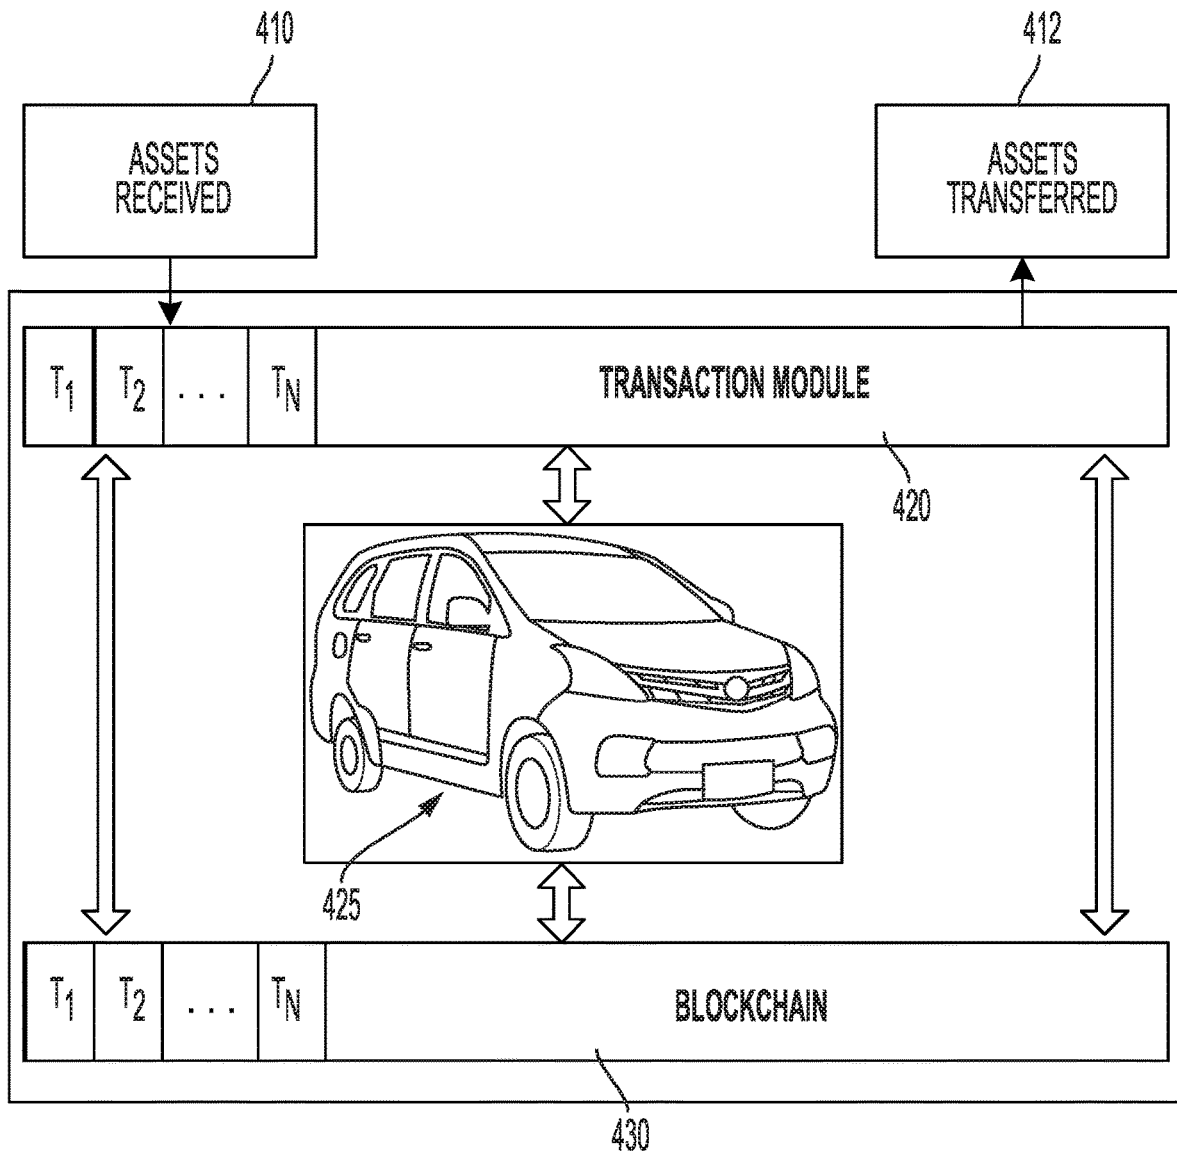 410
412
ASSETS
RECEIVED
ASSETS
TRANSFERRED
T1 T2 ... TN TRANSACTION MODULE
420
425
T1 T2 ... TN BLOCKCHAIN
430